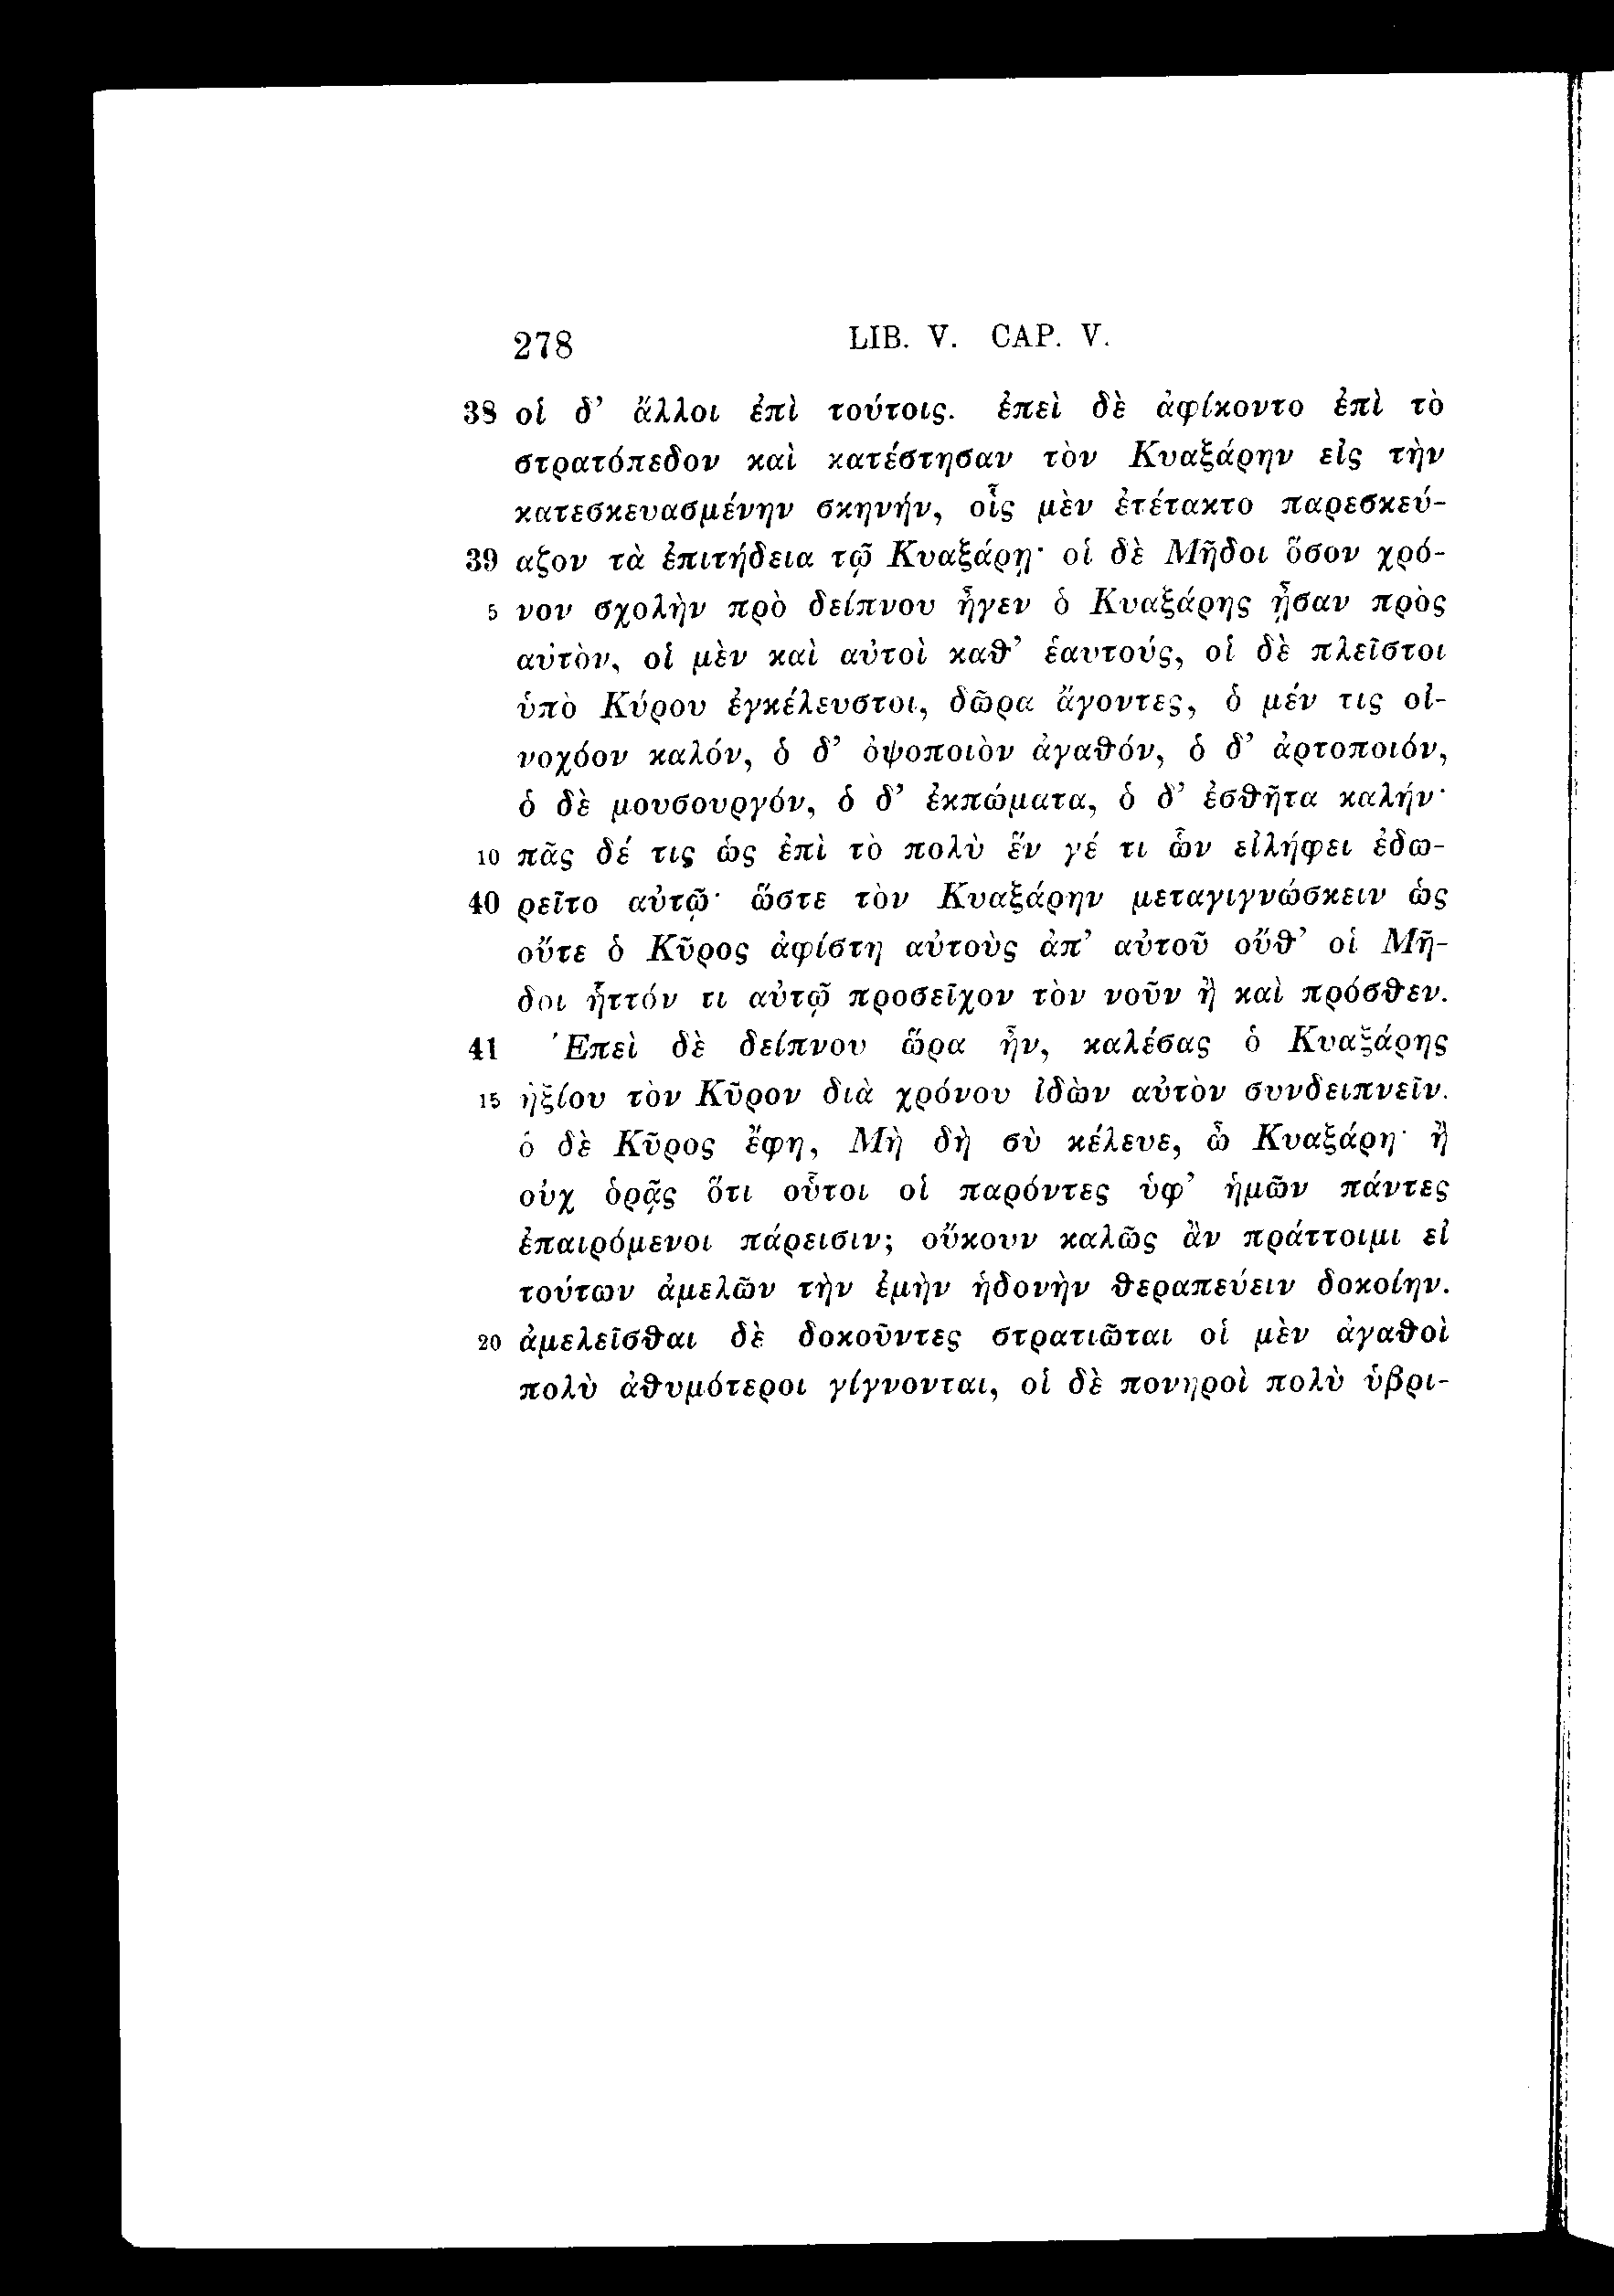 278 LIB. V. CAP. V.
38 οἱ δ’ ἄλλοι ἐπὶ τούτοις. ἐπεὶ δὲ ἀφίκοντο ἐπὶ τὸ
στρατόπεδον καὶ κατέστησαν τὸν Κυαξάρην εἰς τὴν
κατεσκευασμένην σκηνήν, οἷς μὲν ἐτέτακτο παρεσκεύ-
39 αζον τὰ ἐπιτήδεια τῷ Κυαξάρῃ· οἱ δὲ Μῆδοι ὅσον χρό-
5 νον σχολὴν πρὸ δείπνου ἦγεν ὁ Κυαξάρης ᾖσαν πρὸς
αὐτὸν, οἱ μὲν καὶ αὐτοὶ καθ’ ἑαυτούς, οἱ δὲ πλεῖστοι
ὑπὸ Κύρου ἐγκέλευστοι, δῶρα ἄγοντες, ὁ μέν τις οἰ-
νοχόον καλόν, ὁ δ’ ὀψοποιὸν ἀγαθόν, ὁ δ’ ἀρτοποιόν,
ὁ δὲ μουσουργόν, ὁ δ’ ἐκπώματα, ὁ δ’ ἐσθῆτα καλήν·
10 πᾶς δέ τις ὡς ἐπὶ τὸ πολὺ ἕν γέ τι ὧν εἰλήφει ἐδω-
40 ρεῖτο αὐτῷ· ὥστε τὸν Κυαξάρην μεταγιγνώσκειν ὡς
οὔτε ὁ Κῦρος ἀφίστη αὐτοὺς ἀπ’ αὐτοῦ οὔθ’ οἱ Μῆ-
δοι ἧττόν τι αὐτῷ προσεῖχον τὸν νοῦν ἢ καὶ πρόσθεν.
41 Ἐπεὶ δὲ δείπνου ὥρα ἦν, καλέσας ὁ Κυαξάρης
15 ἠξίου τὸν Κῦρον διὰ χρόνου ἰδὼν αὐτὸν συνδειπνεῖν.
ὁ δὲ Κῦρος ἔφη, Μὴ δὴ σὺ κέλευε, ὦ Κυαξάρη· ἢ
οὐχ ὁρᾷς ὅτι οὗτοι οἱ παρόντες ὑφ’ ἡμῶν πάντες
ἐπαιρόμενοι πάρεισιν; οὔκουν καλῶς ἂν πράττοιμι εἰ
τούτων ἀμελῶν τὴν ἐμὴν ἡδονὴν θεραπεύειν δοκοίην.
20 ἀμελεῖσθαι δὲ δοκοῦντες στρατιῶται οἱ μὲν ἀγαθοὶ
πολὺ ἀθυμότεροι γίγνονται, οἱ δὲ πονηροὶ πολὺ ὑβρι-